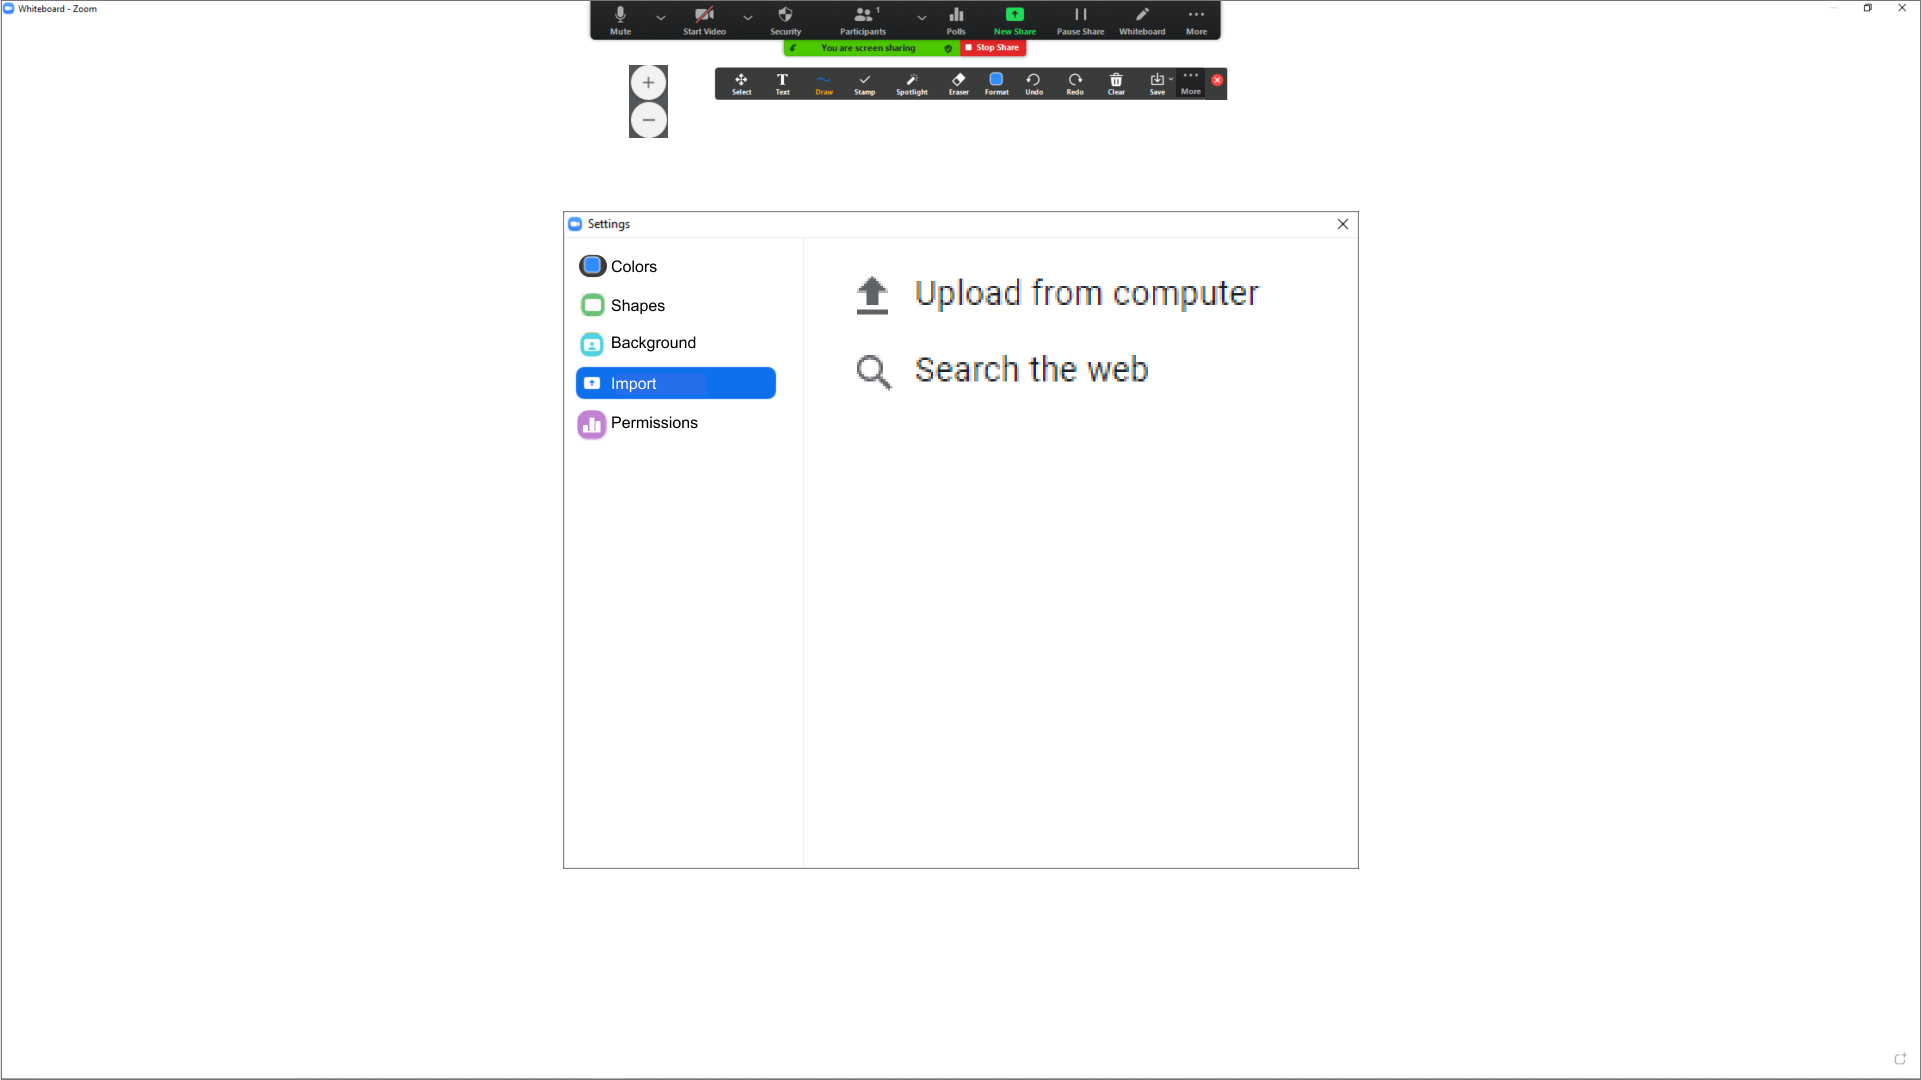 Whiteboard - Zoom
Mute Start Video Security Participants 1 Polls New Share Pause Share Whiteboard More
You are screen sharing Stop Share
Select Text Draw Stamp Spotlight Eraser Format Undo Redo Clear Save More
Settings
Colors
Shapes
Background
Import
Permissions
Upload from computer
Search the web